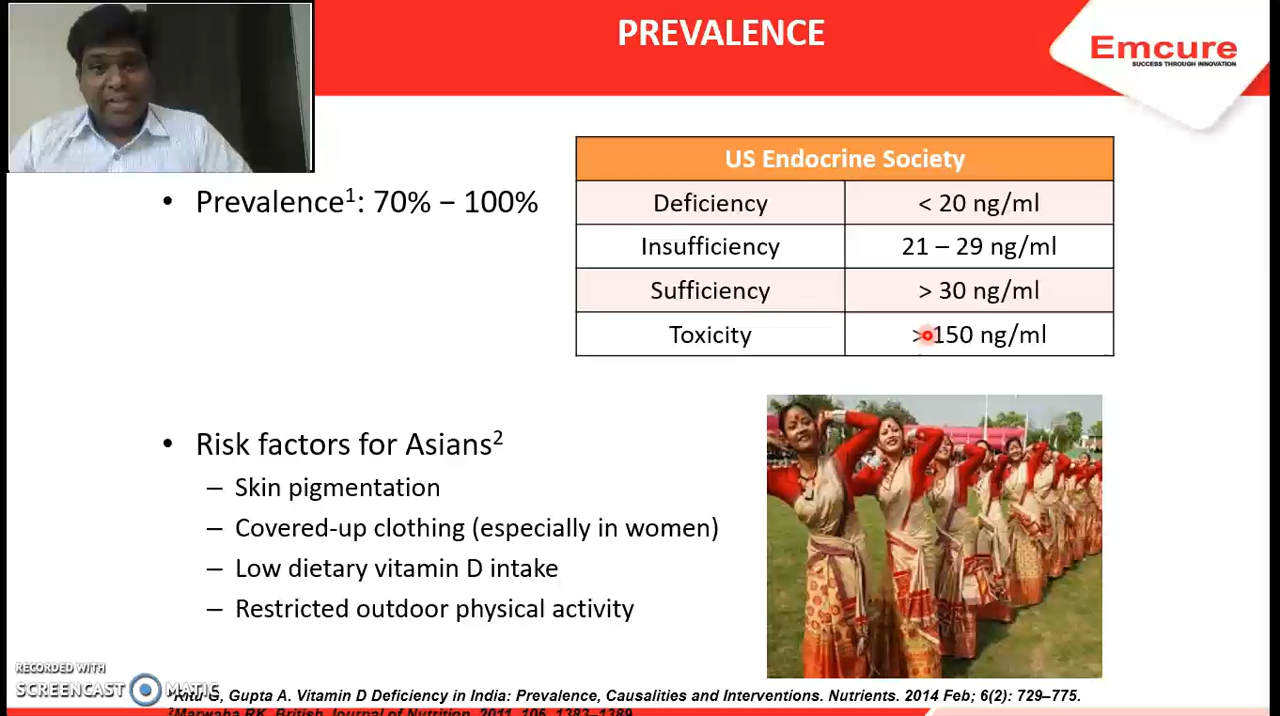 PREVALENCE
Emcure
SUCCESS THROUGH INNOVATION
• Prevalence¹: 70% – 100%
US Endocrine Society
Deficiency < 20 ng/ml
Insufficiency 21 – 29 ng/ml
Sufficiency > 30 ng/ml
Toxicity > 150 ng/ml
• Risk factors for Asians²
– Skin pigmentation
– Covered-up clothing (especially in women)
– Low dietary vitamin D intake
– Restricted outdoor physical activity
RECORDED WITH
SCREENCAST MATIC
G, Gupta A. Vitamin D Deficiency in India: Prevalence, Causalities and Interventions. Nutrients. 2014 Feb; 6(2): 729–775.
²Marwaha RK. British Journal of Nutrition. 2011, 106, 1383–1389